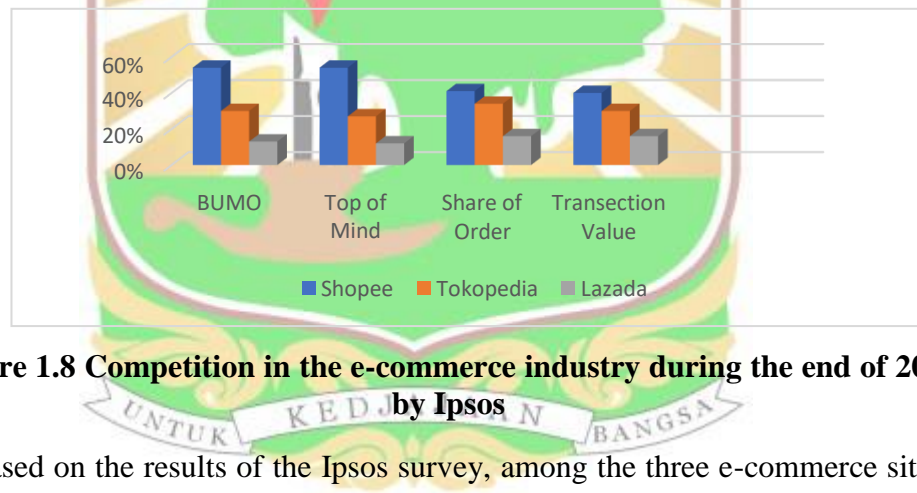 60%
40%
20%
0%
BUMO Top of Mind Share of Order Transection Value
Shopee Tokopedia Lazada
re 1.8 Competition in the e-commerce industry during the end of 20
by Ipsos
UNTUK KEDJAJAAN BANGSA
ased on the results of the Ipsos survey, among the three e-commerce sit